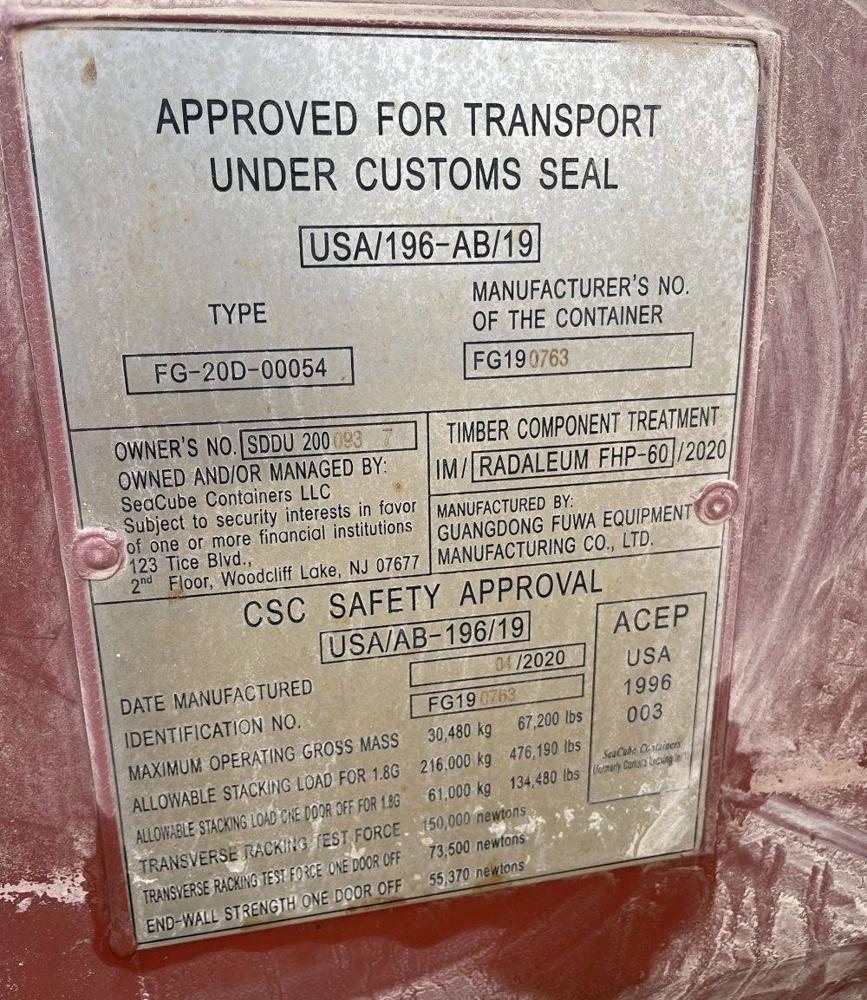 APPROVED FOR TRANSPORT
UNDER CUSTOMS SEAL
USA/196-AB/19
TYPE
FG-20D-00054
MANUFACTURER'S NO.
OF THE CONTAINER
FG190763
OWNER'S NO. SDDU 200 093 7
OWNED AND/OR MANAGED BY:
SeaCube Containers LLC
Subject to security interests in favor
of one or more financial institutions
123 Tice Blvd.,
2nd Floor, Woodcliff Lake, NJ 07677
TIMBER COMPONENT TREATMENT
IM/ RADALEUM FHP-60 /2020
MANUFACTURED BY:
GUANGDONG FUWA EQUIPMENT
MANUFACTURING CO., LTD.
CSC SAFETY APPROVAL
USA/AB-196/19
DATE MANUFACTURED 04/2020
IDENTIFICATION NO. FG190763
MAXIMUM OPERATING GROSS MASS 30,480 kg 67,200 lbs
ALLOWABLE STACKING LOAD FOR 1.8G 216,000 kg 476,190 lbs
ALLOWABLE STACKING LOAD ONE DOOR OFF FOR 1.8G 61,000 kg 134,480 lbs
TRANSVERSE RACKING TEST FORCE 150,000 newtons
TRANSVERSE RACKING TEST FORCE ONE DOOR OFF 73,500 newtons
END-WALL STRENGTH ONE DOOR OFF 55,370 newtons
ACEP
USA
1996
003
SeaCube Containers
(formerly